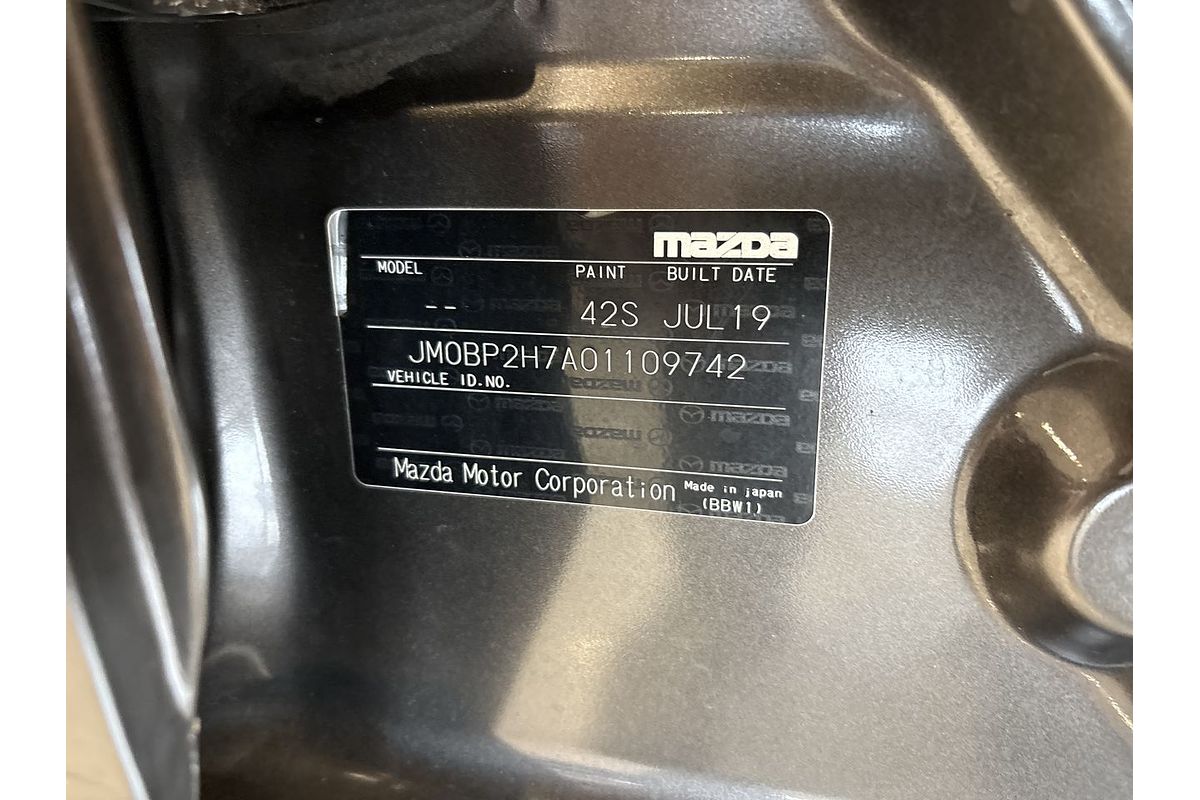 mazda
MODEL PAINT BUILT DATE
-- 42S JUL19
JM0BP2H7A01109742
VEHICLE ID.NO.
Mazda Motor Corporation Made in japan
(BBW1)